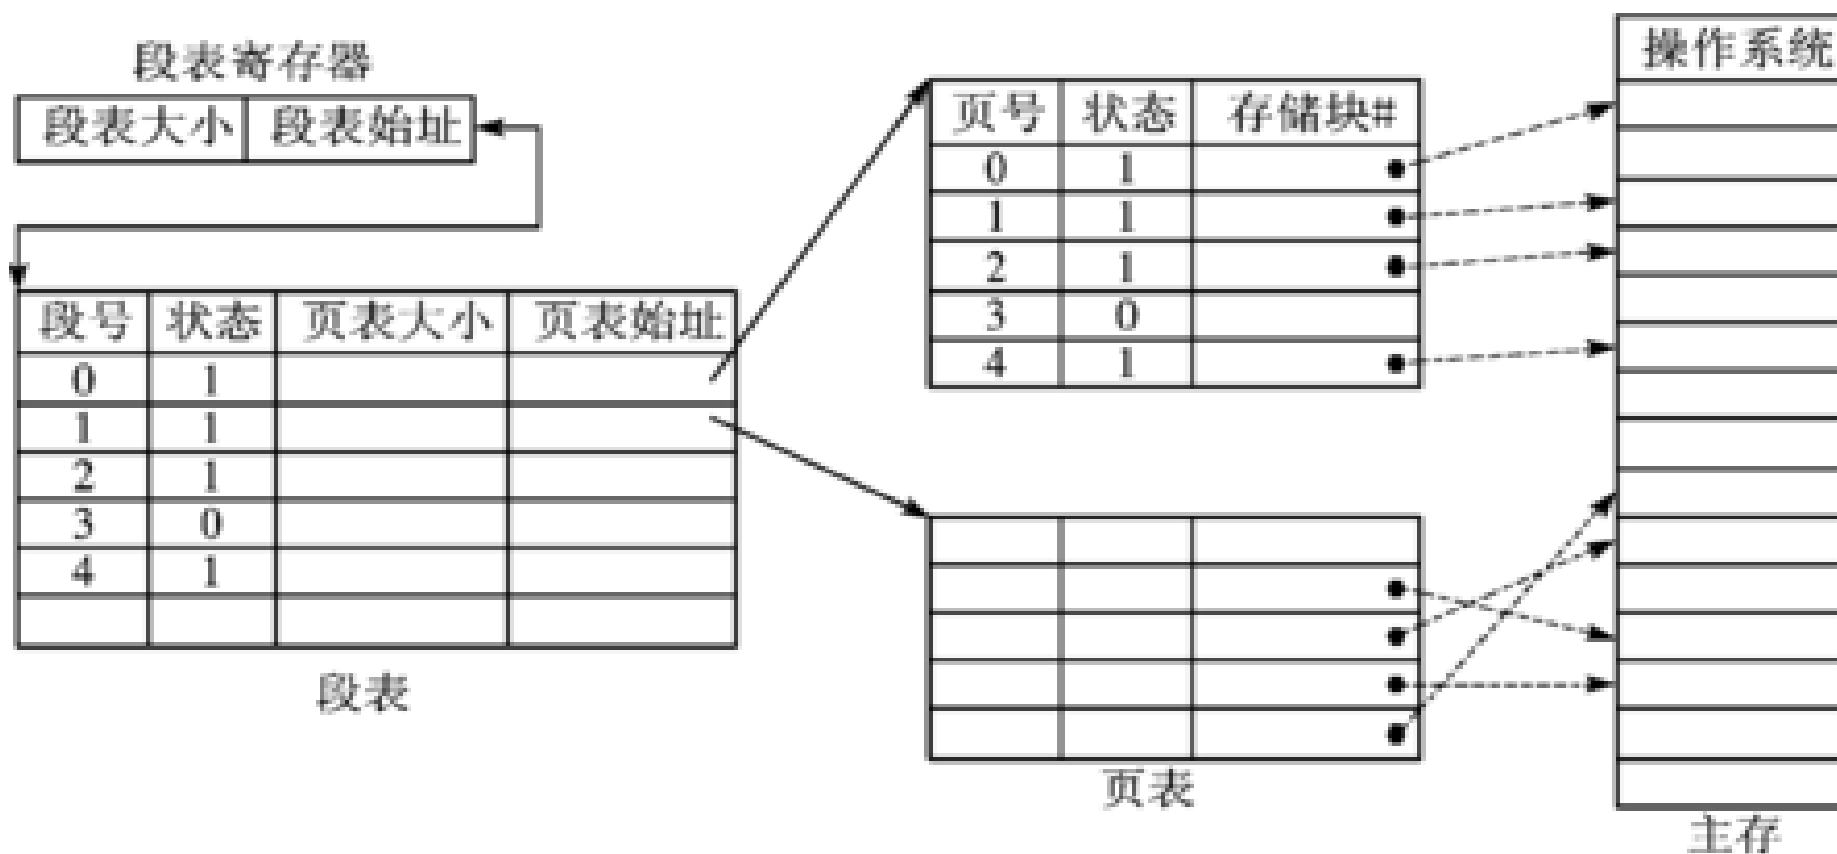 段表寄存器
段表大小 段表始址
段号 状态 页表大小 页表始址
0 1
1 1
2 1
3 0
4 1
段表
页号 状态 存储块#
0 1
1 1
2 1
3 0
4 1
页表
操作系统
主存